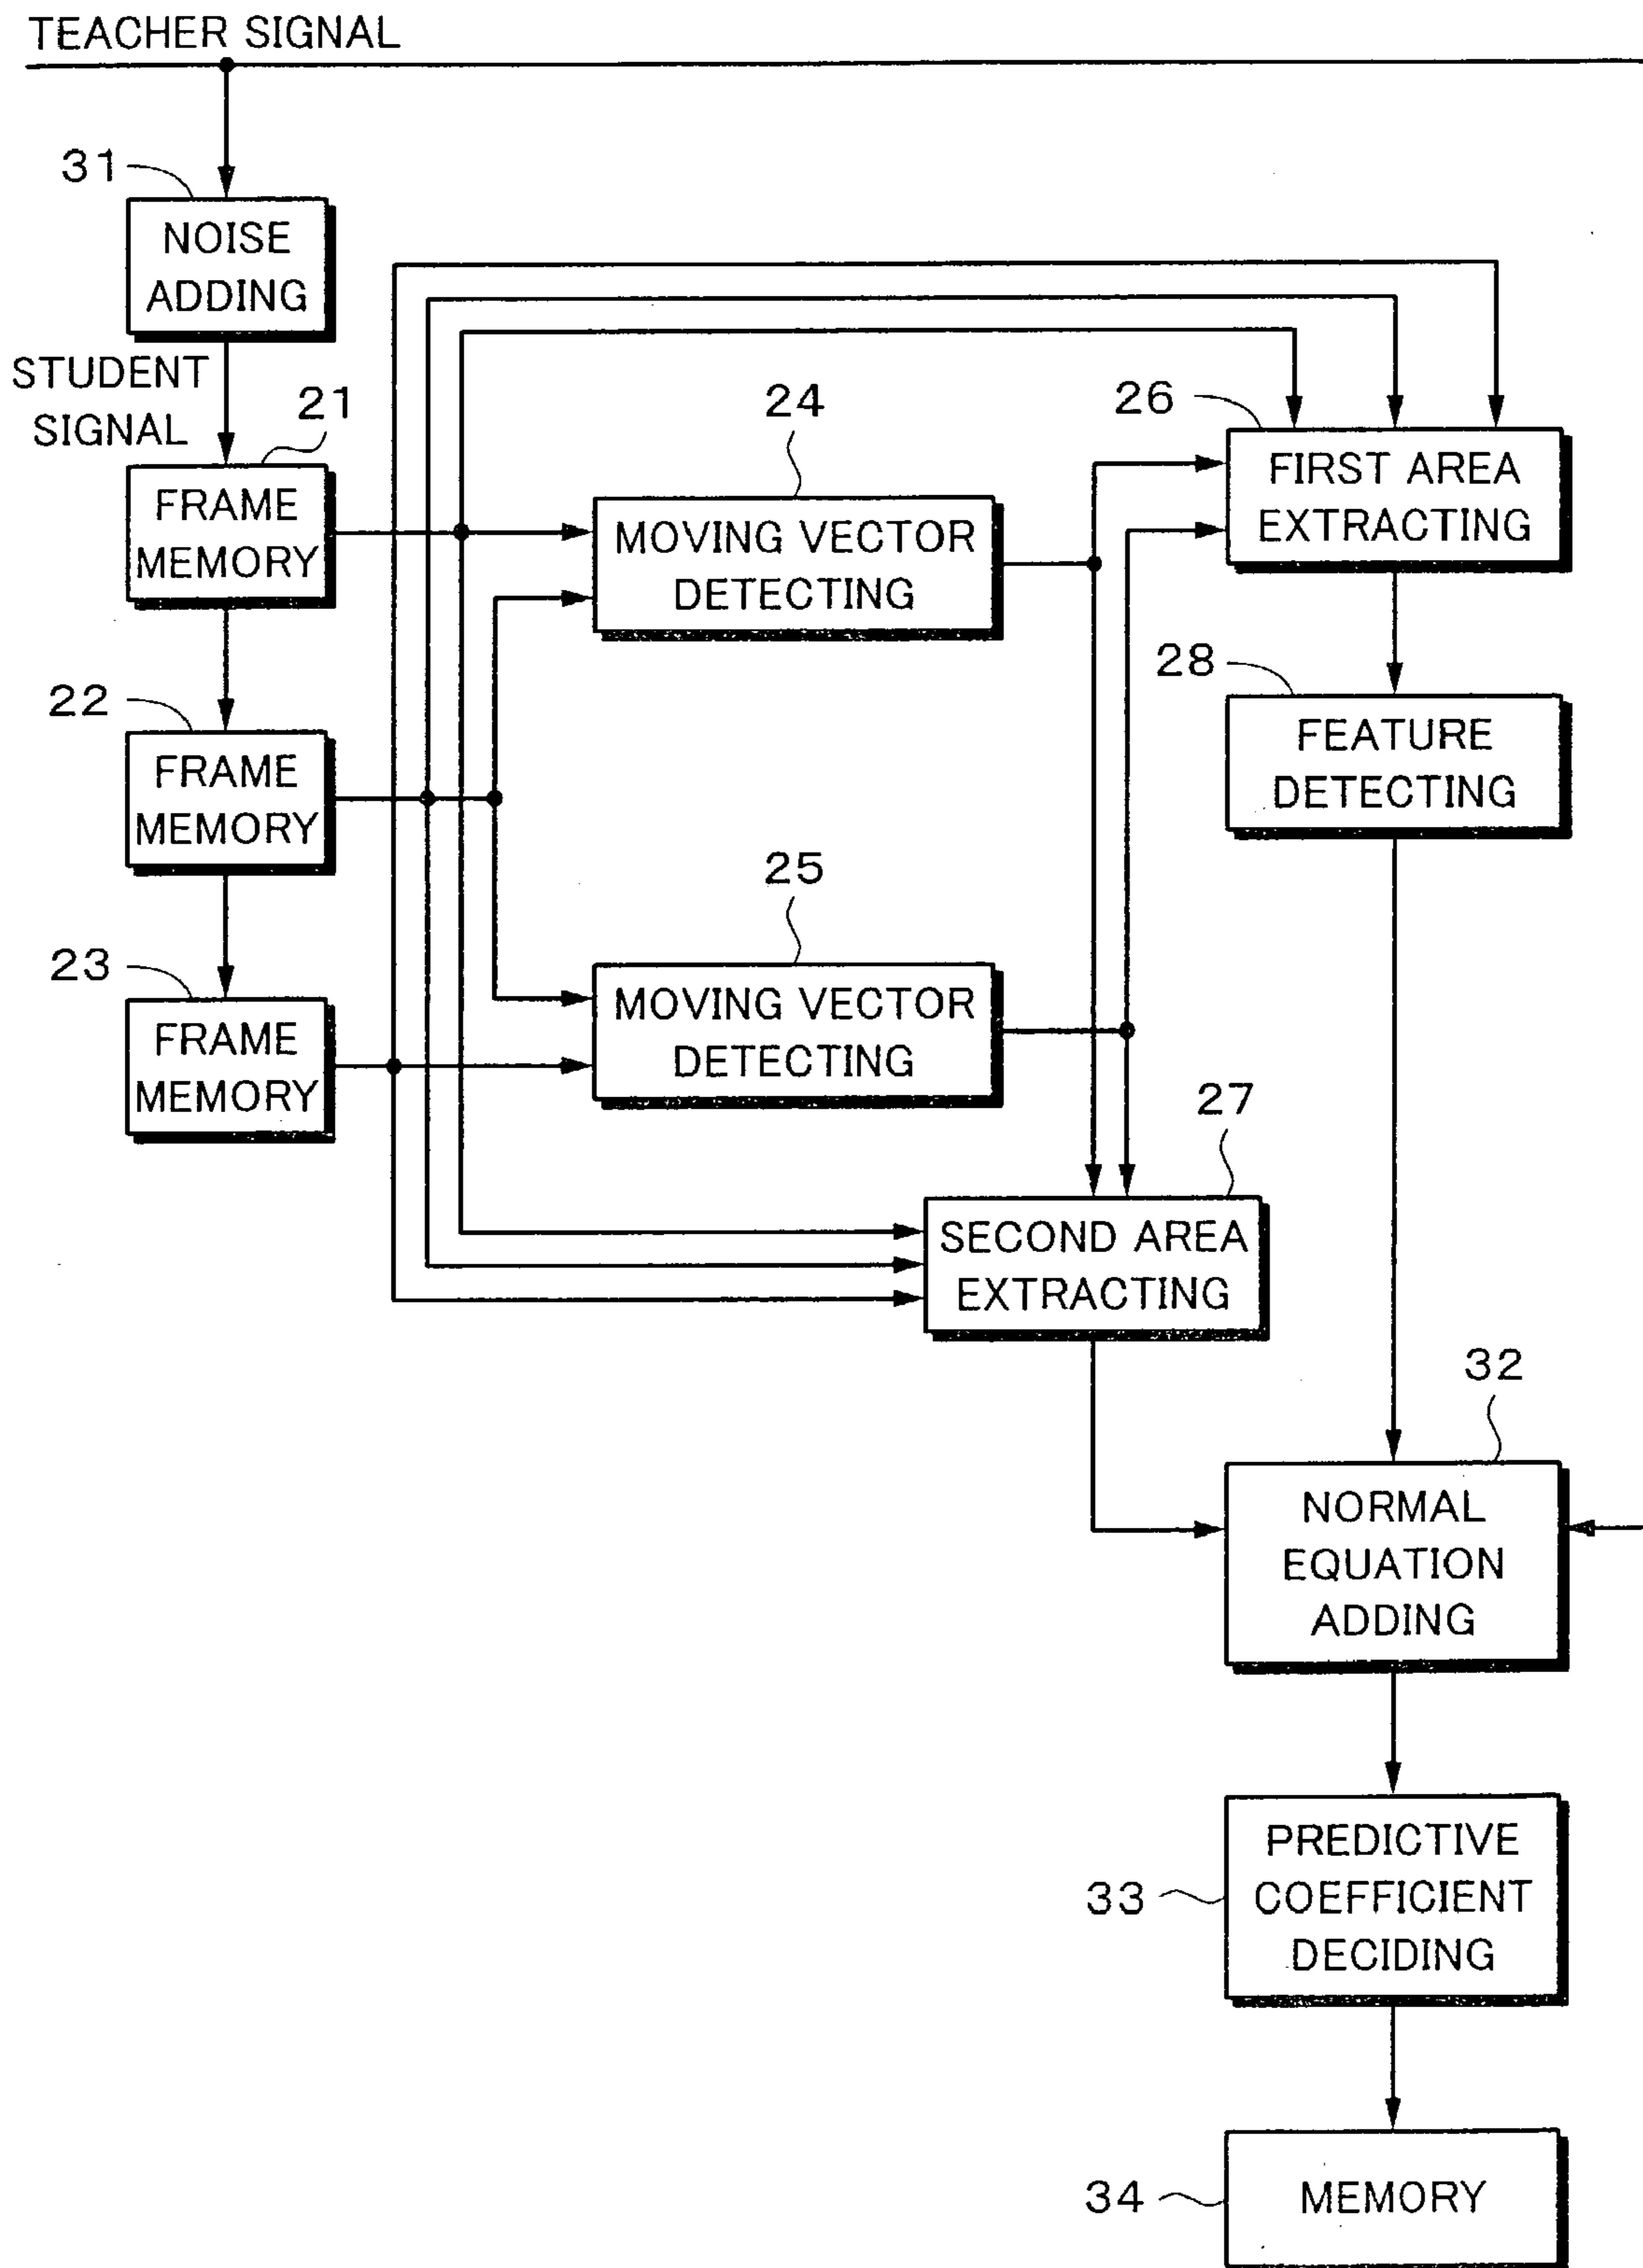 TEACHER SIGNAL
31
NOISE
ADDING
STUDENT
SIGNAL
21
FRAME
MEMORY
24
MOVING VECTOR
DETECTING
26
FIRST AREA
EXTRACTING
28
FEATURE
DETECTING
22
FRAME
MEMORY
25
MOVING VECTOR
DETECTING
23
FRAME
MEMORY
27
SECOND AREA
EXTRACTING
32
NORMAL
EQUATION
ADDING
33
PREDICTIVE
COEFFICIENT
DECIDING
34
MEMORY